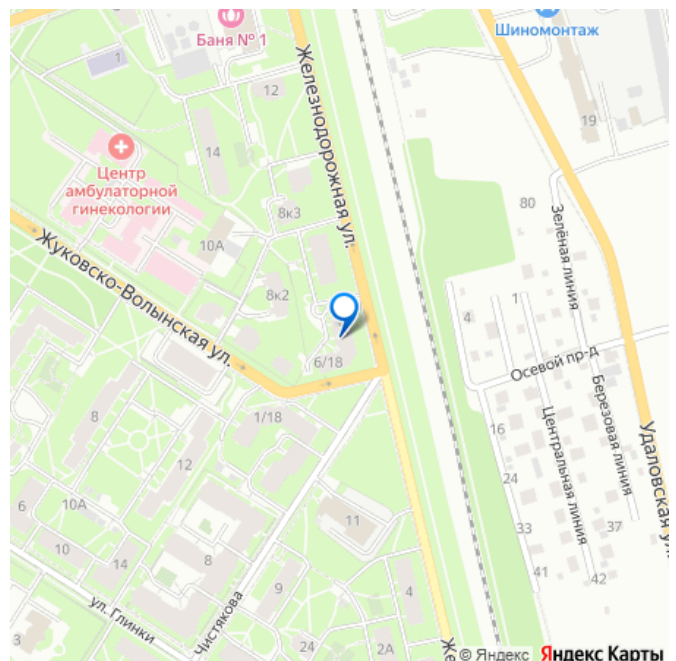 Баня № 1
Шиномонтаж
1
12
19
14
Железнодорожная ул.
Центр
амбулаторной
гинекологии
80
8к3
Зелёная линия
10А
Жуковско-Волынская ул.
8к2
4
1
6/18
Осевой пр-д
Березовая линия
8
1/18
16
Центральная линия
Удаловская ул.
12
24
6
10А
11
33
37
10
14
8
41
42
9
4
ул. Глинки
Чистякова
3
24
2А
Же
© Яндекс Яндекс Карты